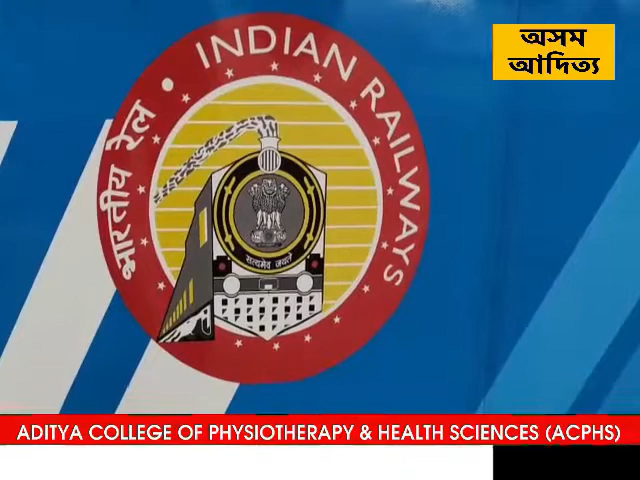 অসম
আদিত্য
INDIAN RAILWAYS
भारतीय रेल
सत्यमेव जयते
ADITYA COLLEGE OF PHYSIOTHERAPY & HEALTH SCIENCES (ACPHS)